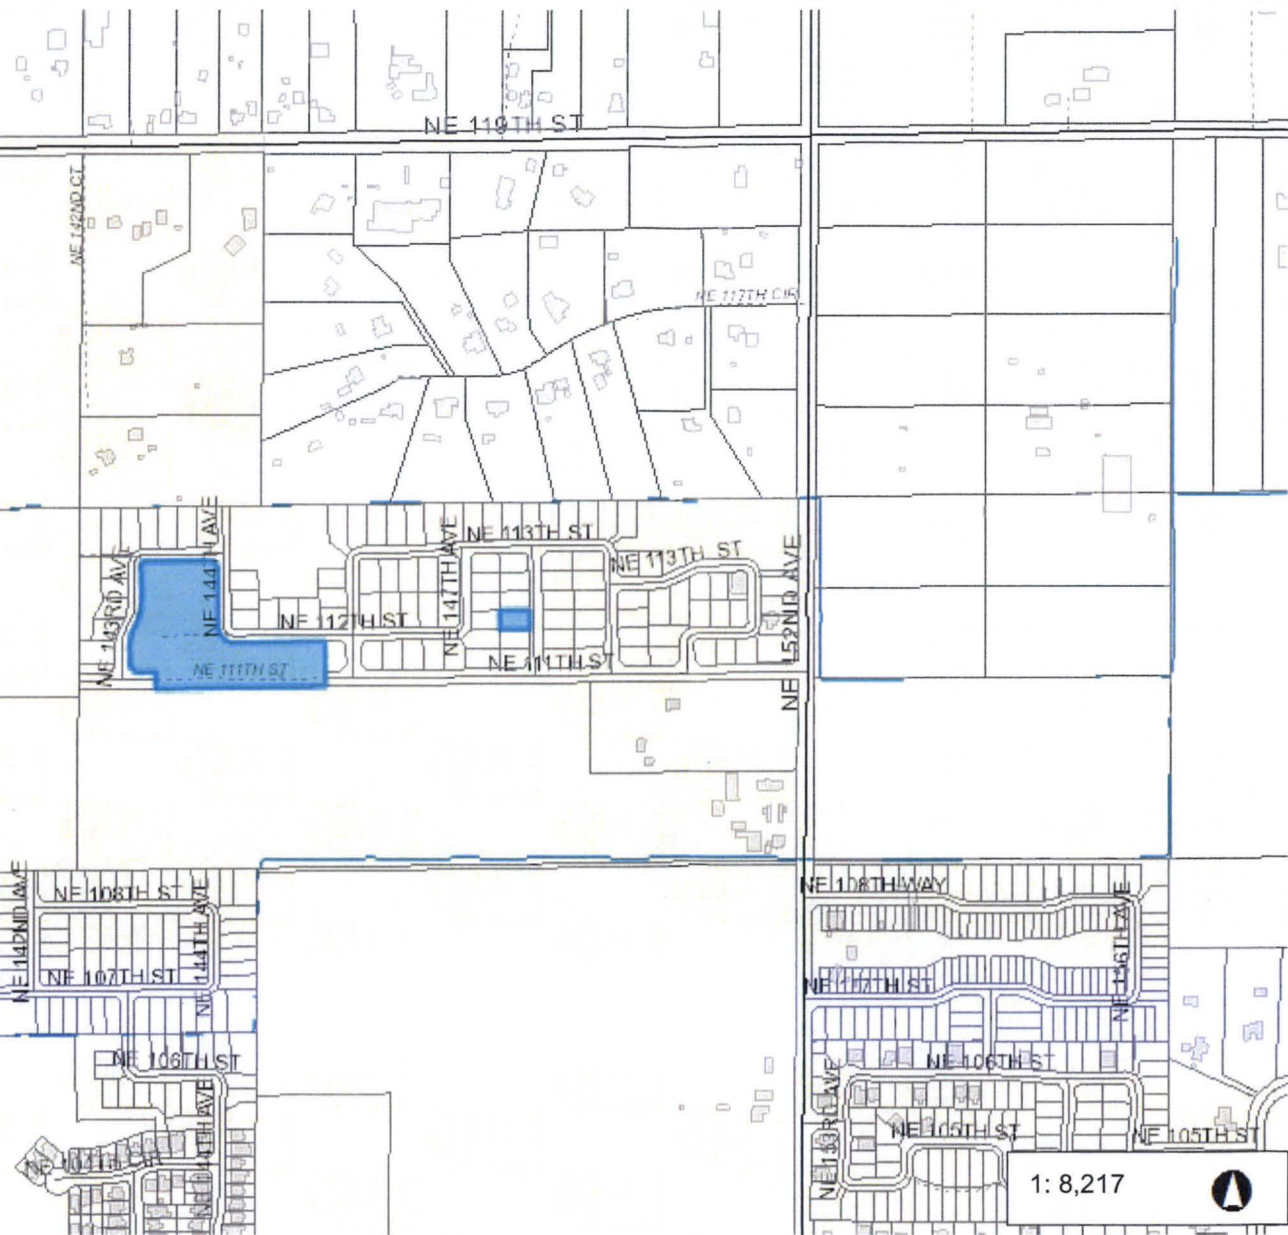 NE 119TH ST
NE 142ND CT
NE 117TH CIR
NE 144TH AVE
NE 147TH AVE
NE 113TH ST
NE 113TH ST
NE 143RD AVE
NE 112TH ST
NE 152ND AVE
NE 111TH ST
NE 111TH ST
NE 142ND AVE
NE 108TH ST
NE 144TH AVE
NE 108TH WAY
NE 156TH AVE
NE 107TH ST
NE 107TH ST
NE 106TH ST
NE 106TH ST
NE 144TH AVE
NE 153RD AVE
NE 105TH ST
NE 105TH ST
NE 104TH CIR
1: 8,217